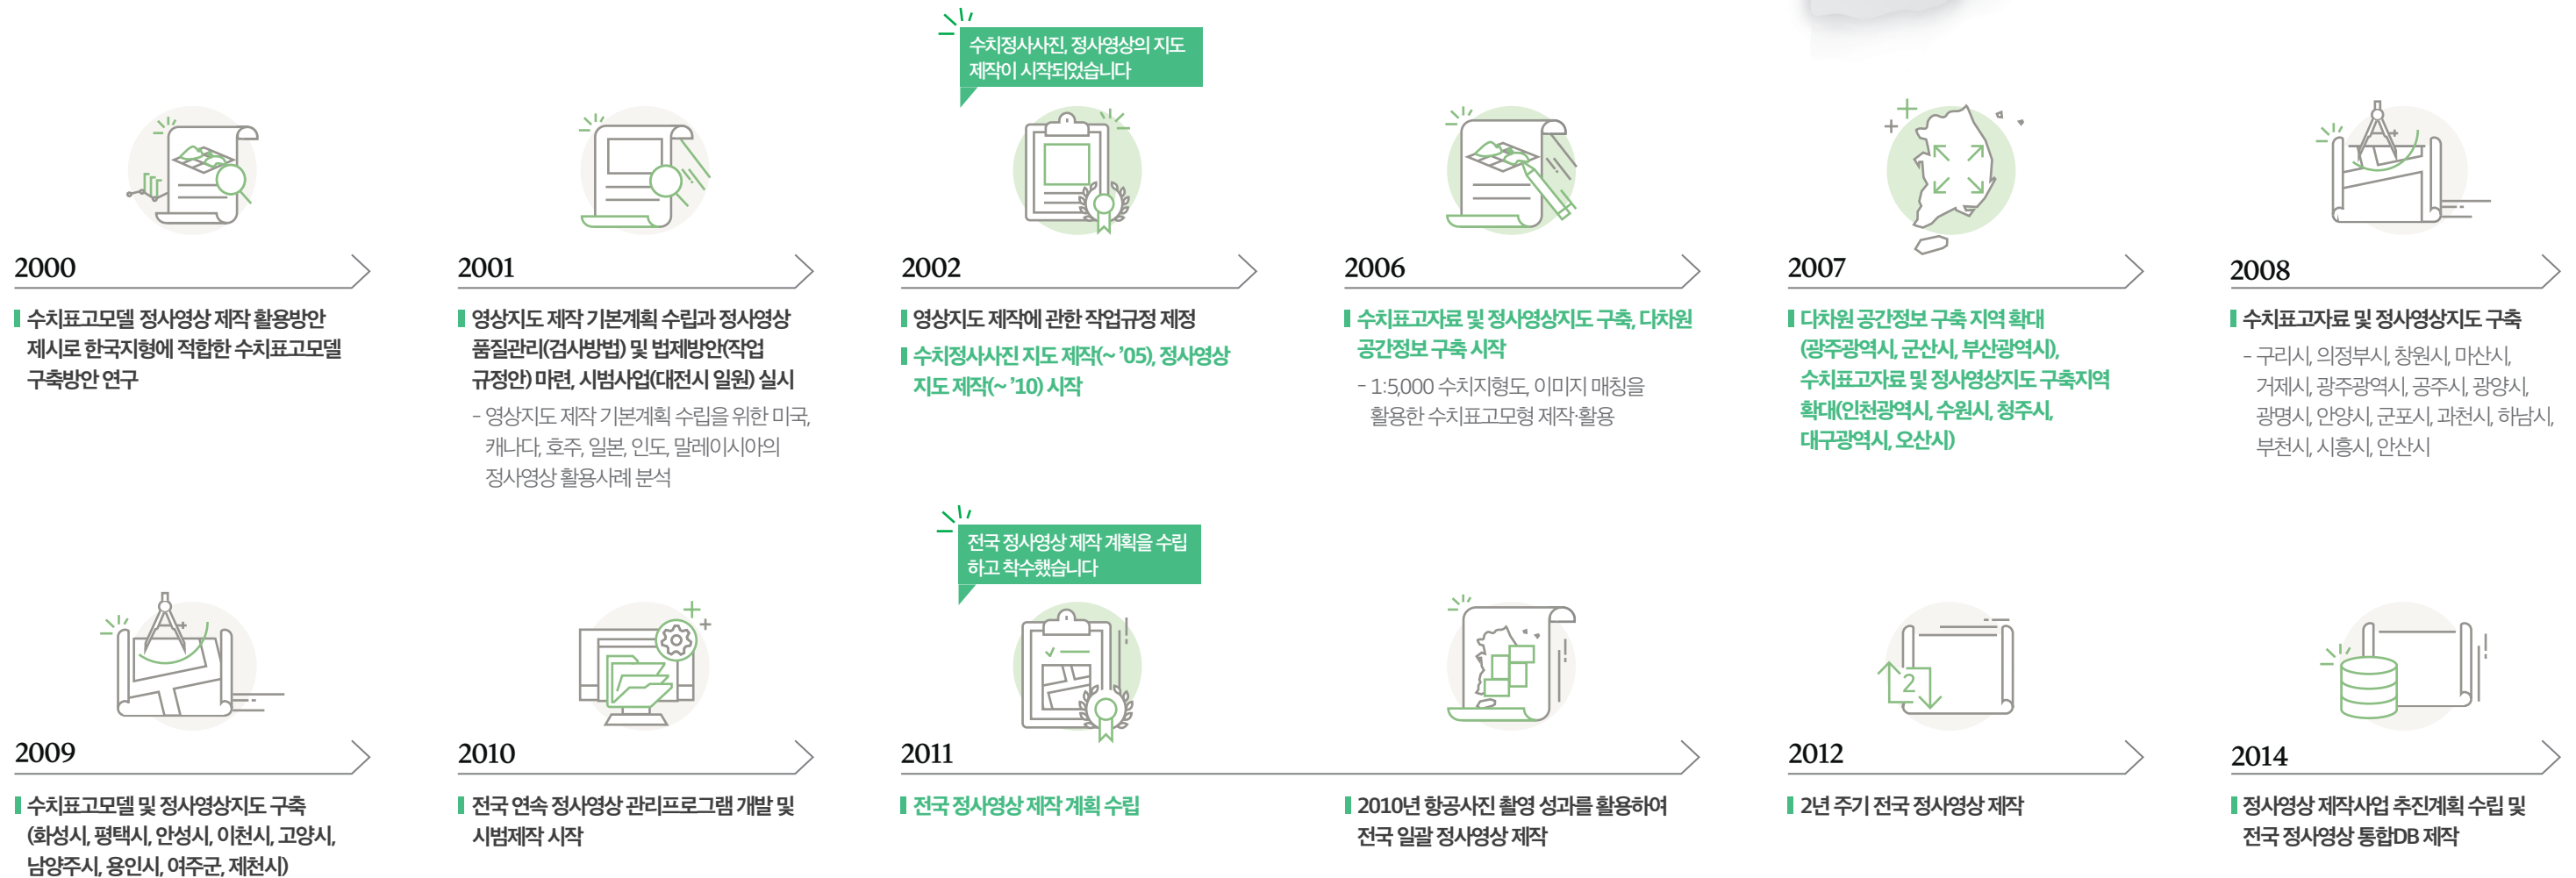 수치정사사진, 정사영상의 지도
제작이 시작되었습니다
2000
수치표고모델 정사영상 제작 활용방안
제시로 한국지형에 적합한 수치표고모델
구축방안 연구
2001
영상지도 제작 기본계획 수립과 정사영상
품질관리(검사방법) 및 법제방안(작업
규정안) 마련, 시범사업(대전시 일원) 실시
- 영상지도 제작 기본계획 수립을 위한 미국,
캐나다, 호주, 일본, 인도, 말레이시아의
정사영상 활용사례 분석
2002
영상지도 제작에 관한 작업규정 제정
수치정사사진 지도 제작(~ ’05), 정사영상
지도 제작(~ ’10) 시작
2006
수치표고자료 및 정사영상지도 구축, 다차원
공간정보 구축 시작
- 1:5,000 수치지형도, 이미지 매칭을
활용한 수치표고모형 제작·활용
2007
다차원 공간정보 구축 지역 확대
(광주광역시, 군산시, 부산광역시),
수치표고자료 및 정사영상지도 구축지역
확대(인천광역시, 수원시, 청주시,
대구광역시, 오산시)
2008
수치표고자료 및 정사영상지도 구축
- 구리시, 의정부시, 창원시, 마산시,
거제시, 광주광역시, 공주시, 광양시,
광명시, 안양시, 군포시, 과천시, 하남시,
부천시, 시흥시, 안산시
전국 정사영상 제작 계획을 수립
하고 착수했습니다
2009
수치표고모델 및 정사영상지도 구축
(화성시, 평택시, 안성시, 이천시, 고양시,
남양주시, 용인시, 여주군, 제천시)
2010
전국 연속 정사영상 관리프로그램 개발 및
시범제작 시작
2011
전국 정사영상 제작 계획 수립
2010년 항공사진 촬영 성과를 활용하여
전국 일괄 정사영상 제작
2
2012
2년 주기 전국 정사영상 제작
2014
정사영상 제작사업 추진계획 수립 및
전국 정사영상 통합DB 제작